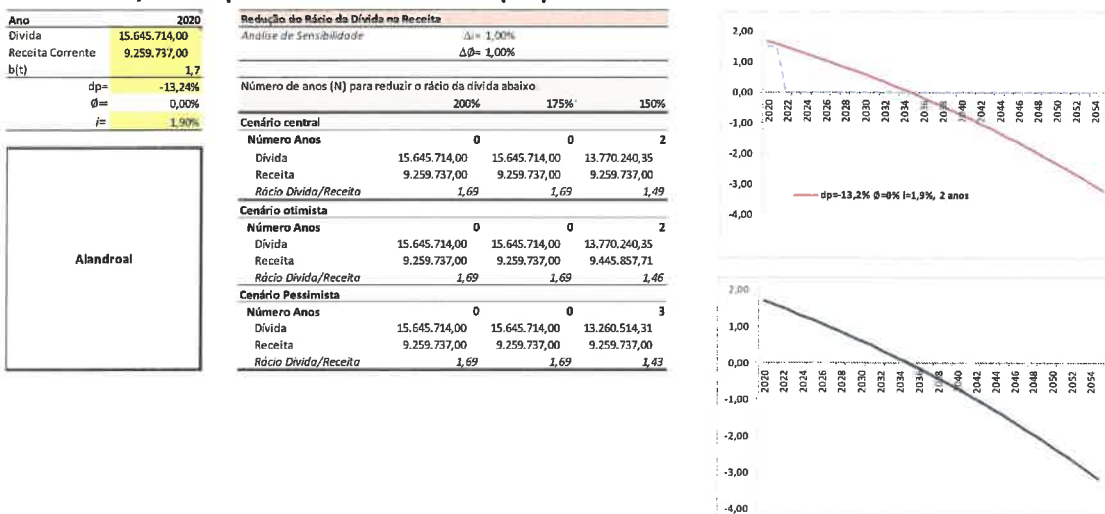 Ano 2020
Divida 15.645.714,00
Receita Corrente 9.259.737,00
b(t) 1,7
dp= -13,24%
Ø= 0,00%
i= 1,90%
Alandroal
Redução do Rácio da Dívida na Receita
Análise de Sensibilidade Δi= 1,00%
ΔØ= 1,00%
Número de anos (N) para reduzir o rácio da divida abaixo
200% 175% 150%
Cenário central
Número Anos 0 0 2
Dívida 15.645.714,00 15.645.714,00 13.770.240,35
Receita 9.259.737,00 9.259.737,00 9.259.737,00
Rácio Divida/Receita 1,69 1,69 1,49
Cenário otimista
Número Anos 0 0 2
Dívida 15.645.714,00 15.645.714,00 13.770.240,35
Receita 9.259.737,00 9.259.737,00 9.445.857,71
Rácio Divida/Receita 1,69 1,69 1,46
Cenário Pessimista
Número Anos 0 0 3
Dívida 15.645.714,00 15.645.714,00 13.260.514,31
Receita 9.259.737,00 9.259.737,00 9.259.737,00
Rácio Divida/Receita 1,69 1,69 1,43
2,00
1,00
0,00
2020 2022 2024 2026 2028 2030 2032 2034 2036 2038 2040 2042 2044 2046 2048 2050 2052 2054
-1,00
-2,00
-3,00
dp=-13,2% Ø=0% i=1,9%, 2 anos
-4,00
2,00
1,00
0,00
2020 2022 2024 2026 2028 2030 2032 2034 2036 2038 2040 2042 2044 2046 2048 2050 2052 2054
-1,00
-2,00
-3,00
-4,00